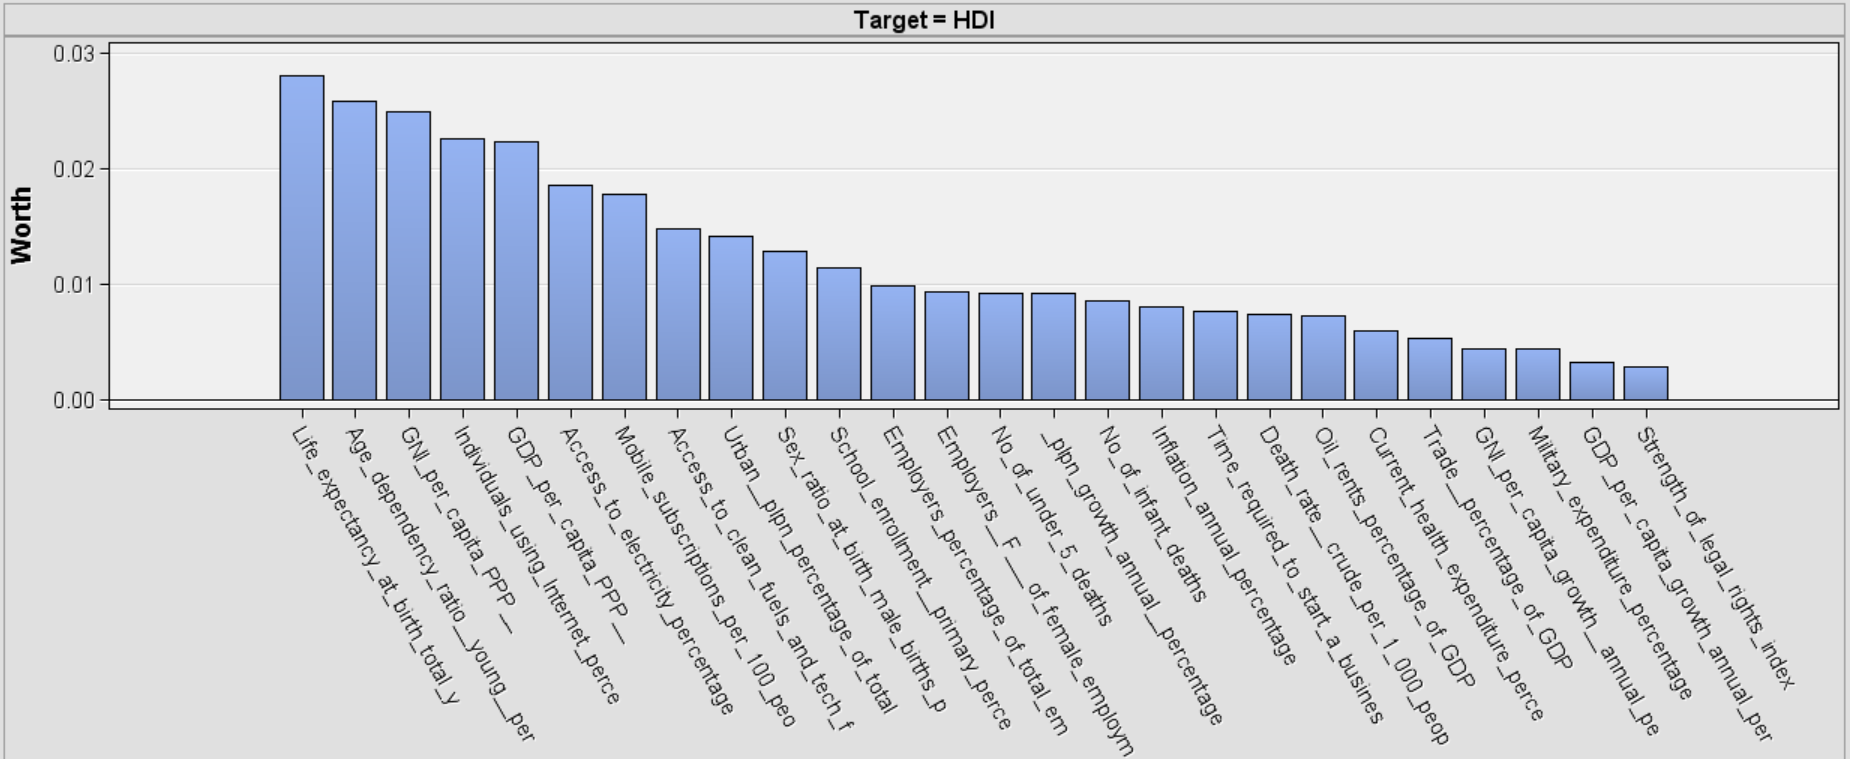 Target = HDI
Worth
0.03
0.02
0.01
0.00
Life_expectancy_at_birth_total_y
Age_dependency_ratio__young__per
GNI_per_capita_PPP__
Individuals_using_Internet_perce
GDP_per_capita_PPP__
Access_to_electricity_percentage
Mobile_subscriptions_per_100_peo
Access_to_clean_fuels_and_tech_f
Urban__plpn_percentage_of_total
Sex_ratio_at_birth_male_births_p
School_enrollment__primary_perce
Employers_percentage_of_total_em
Employers__F___of_female_employm
No_of_under_5_deaths
_plpn_growth_annual__percentage
No_of_infant_deaths
Inflation_annual_percentage
Time_required_to_start_a_busines
Death_rate__crude_per_1_000_peop
Oil_rents_percentage_of_GDP
Current_health_expenditure_perce
Trade__percentage_of_GDP
GNI_per_capita_growth__annual_pe
Military_expenditure_percentage
GDP_per_capita_growth_annual_per
Strength_of_legal_rights_index